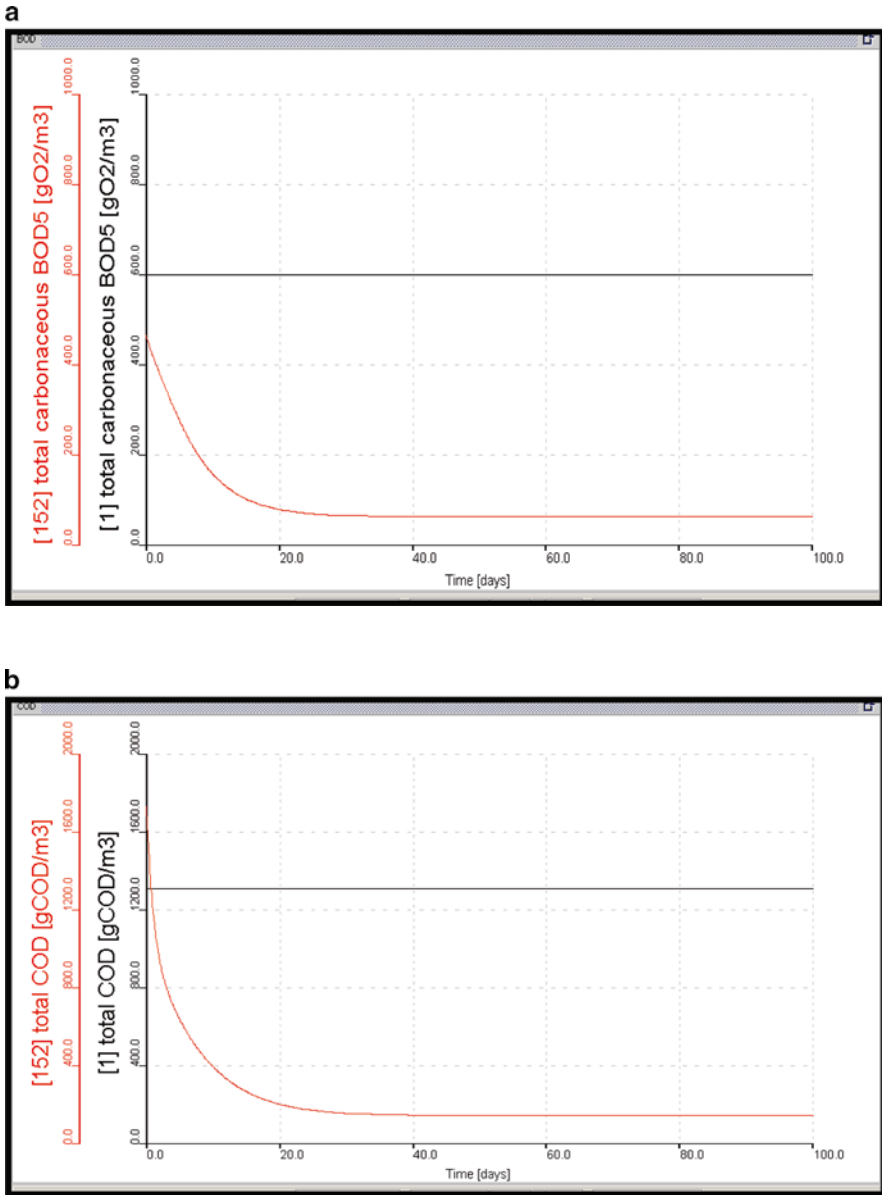 a
BOD
[152] total carbonaceous BOD5 [gO2/m3]
0.0 200.0 400.0 600.0 800.0 1000.0
[1] total carbonaceous BOD5 [gO2/m3]
0.0 200.0 400.0 600.0 800.0 1000.0
0.0 20.0 40.0 60.0 80.0 100.0
Time [days]
b
COD
[152] total COD [gCOD/m3]
0.0 400.0 800.0 1200.0 1600.0 2000.0
[1] total COD [gCOD/m3]
0.0 400.0 800.0 1200.0 1600.0 2000.0
0.0 20.0 40.0 60.0 80.0 100.0
Time [days]